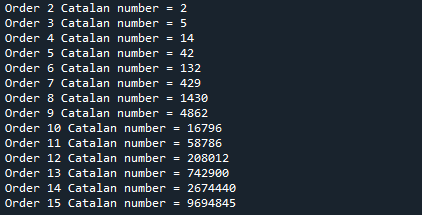 Order 2 Catalan number = 2
Order 3 Catalan number = 5
Order 4 Catalan number = 14
Order 5 Catalan number = 42
Order 6 Catalan number = 132
Order 7 Catalan number = 429
Order 8 Catalan number = 1430
Order 9 Catalan number = 4862
Order 10 Catalan number = 16796
Order 11 Catalan number = 58786
Order 12 Catalan number = 208012
Order 13 Catalan number = 742900
Order 14 Catalan number = 2674440
Order 15 Catalan number = 9694845